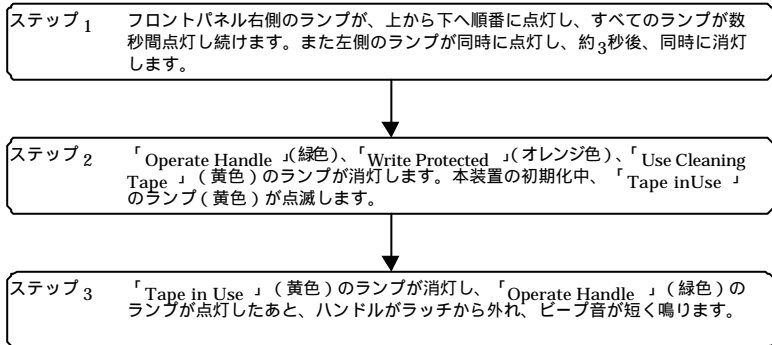 ステップ 1 フロントパネル右側のランプが、上から下へ順番に点灯し、すべてのランプが数
秒間点灯し続けます。また左側のランプが同時に点灯し、約3秒後、同時に消灯
します。
ステップ 2 「Operate Handle 」(緑色)、「Write Protected 」(オレンジ色)、「Use Cleaning
Tape 」(黄色)のランプが消灯します。本装置の初期化中、「Tape inUse 」
のランプ(黄色)が点滅します。
ステップ 3 「Tape in Use 」(黄色)のランプが消灯し、「Operate Handle 」(緑色)の
ランプが点灯したあと、ハンドルがラッチから外れ、ビープ音が短く鳴ります。